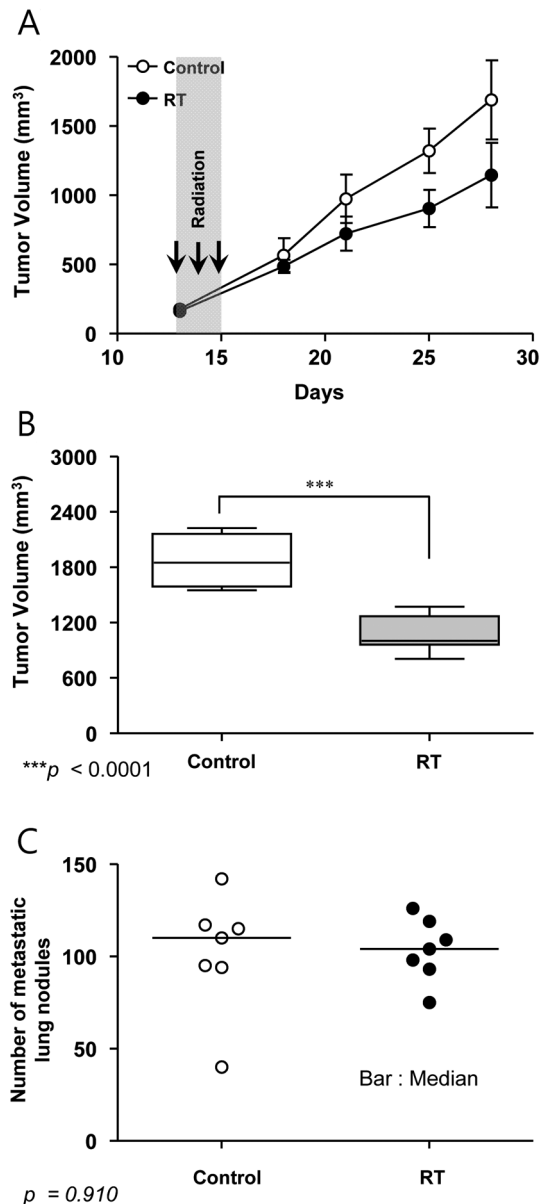 A
Tumor Volume (mm³)
2000
1500
1000
500
0
Control
RT
Radiation
10
15
20
25
30
Days
B
Tumor Volume (mm³)
3000
2400
1800
1200
600
0
***
Control
RT
***p < 0.0001
C
Number of metastatic
lung nodules
150
100
50
0
Bar : Median
Control
RT
p = 0.910